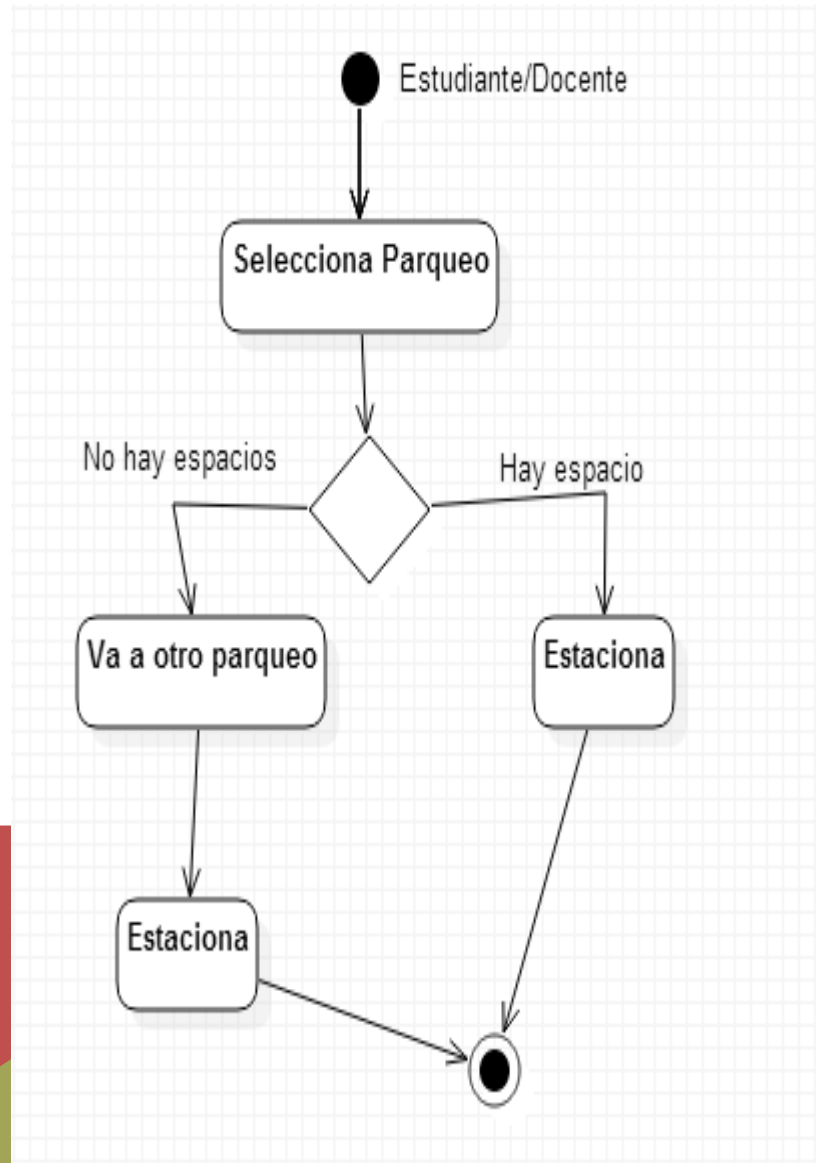 Estudiante/Docente
Selecciona Parqueo
No hay espacios
Hay espacio
Va a otro parqueo
Estaciona
Estaciona